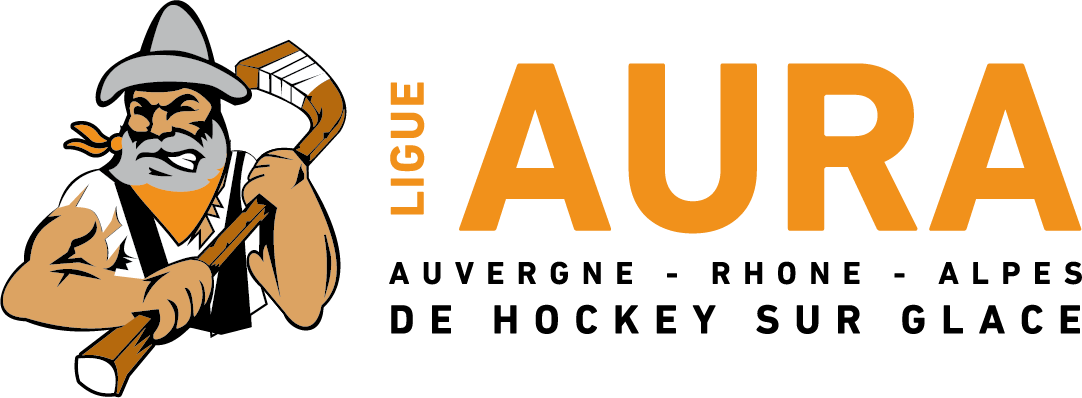 LIGUE
AURA
AUVERGNE - RHONE - ALPES
DE HOCKEY SUR GLACE